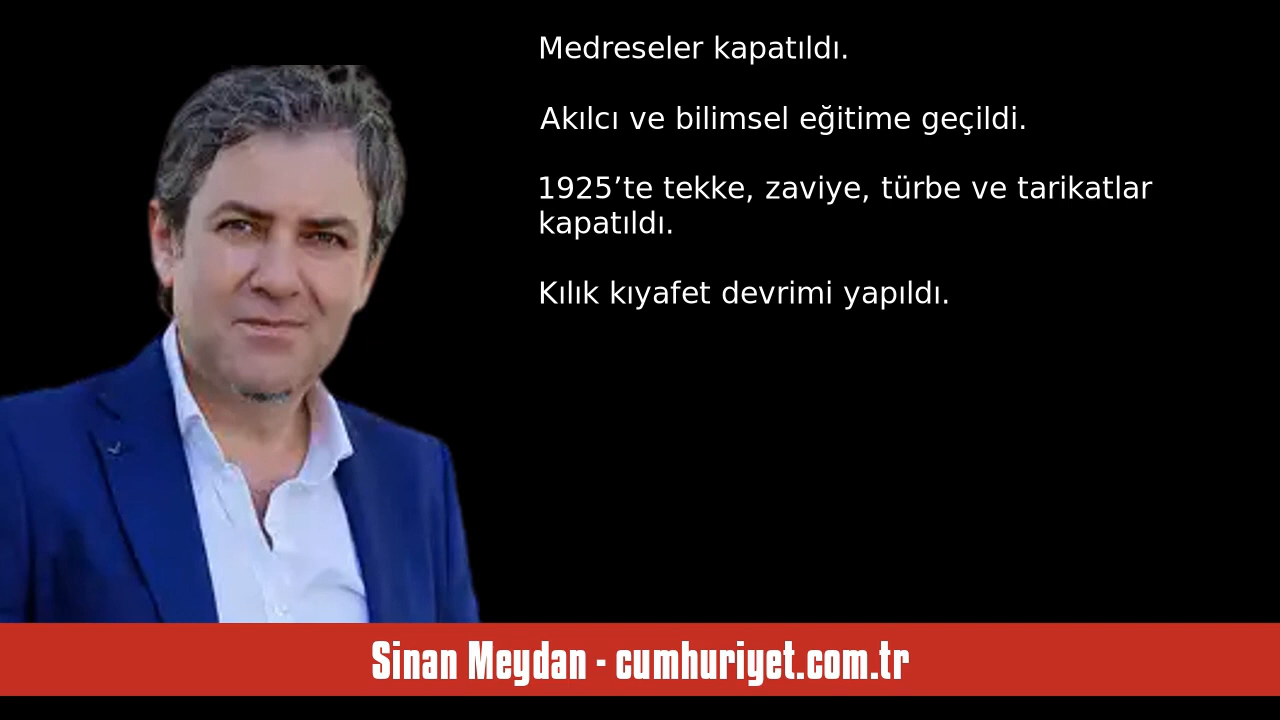 Medreseler kapatıldı.
Akılcı ve bilimsel eğitime geçildi.
1925’te tekke, zaviye, türbe ve tarikatlar
kapatıldı.
Kılık kıyafet devrimi yapıldı.
Sinan Meydan - cumhuriyet.com.tr